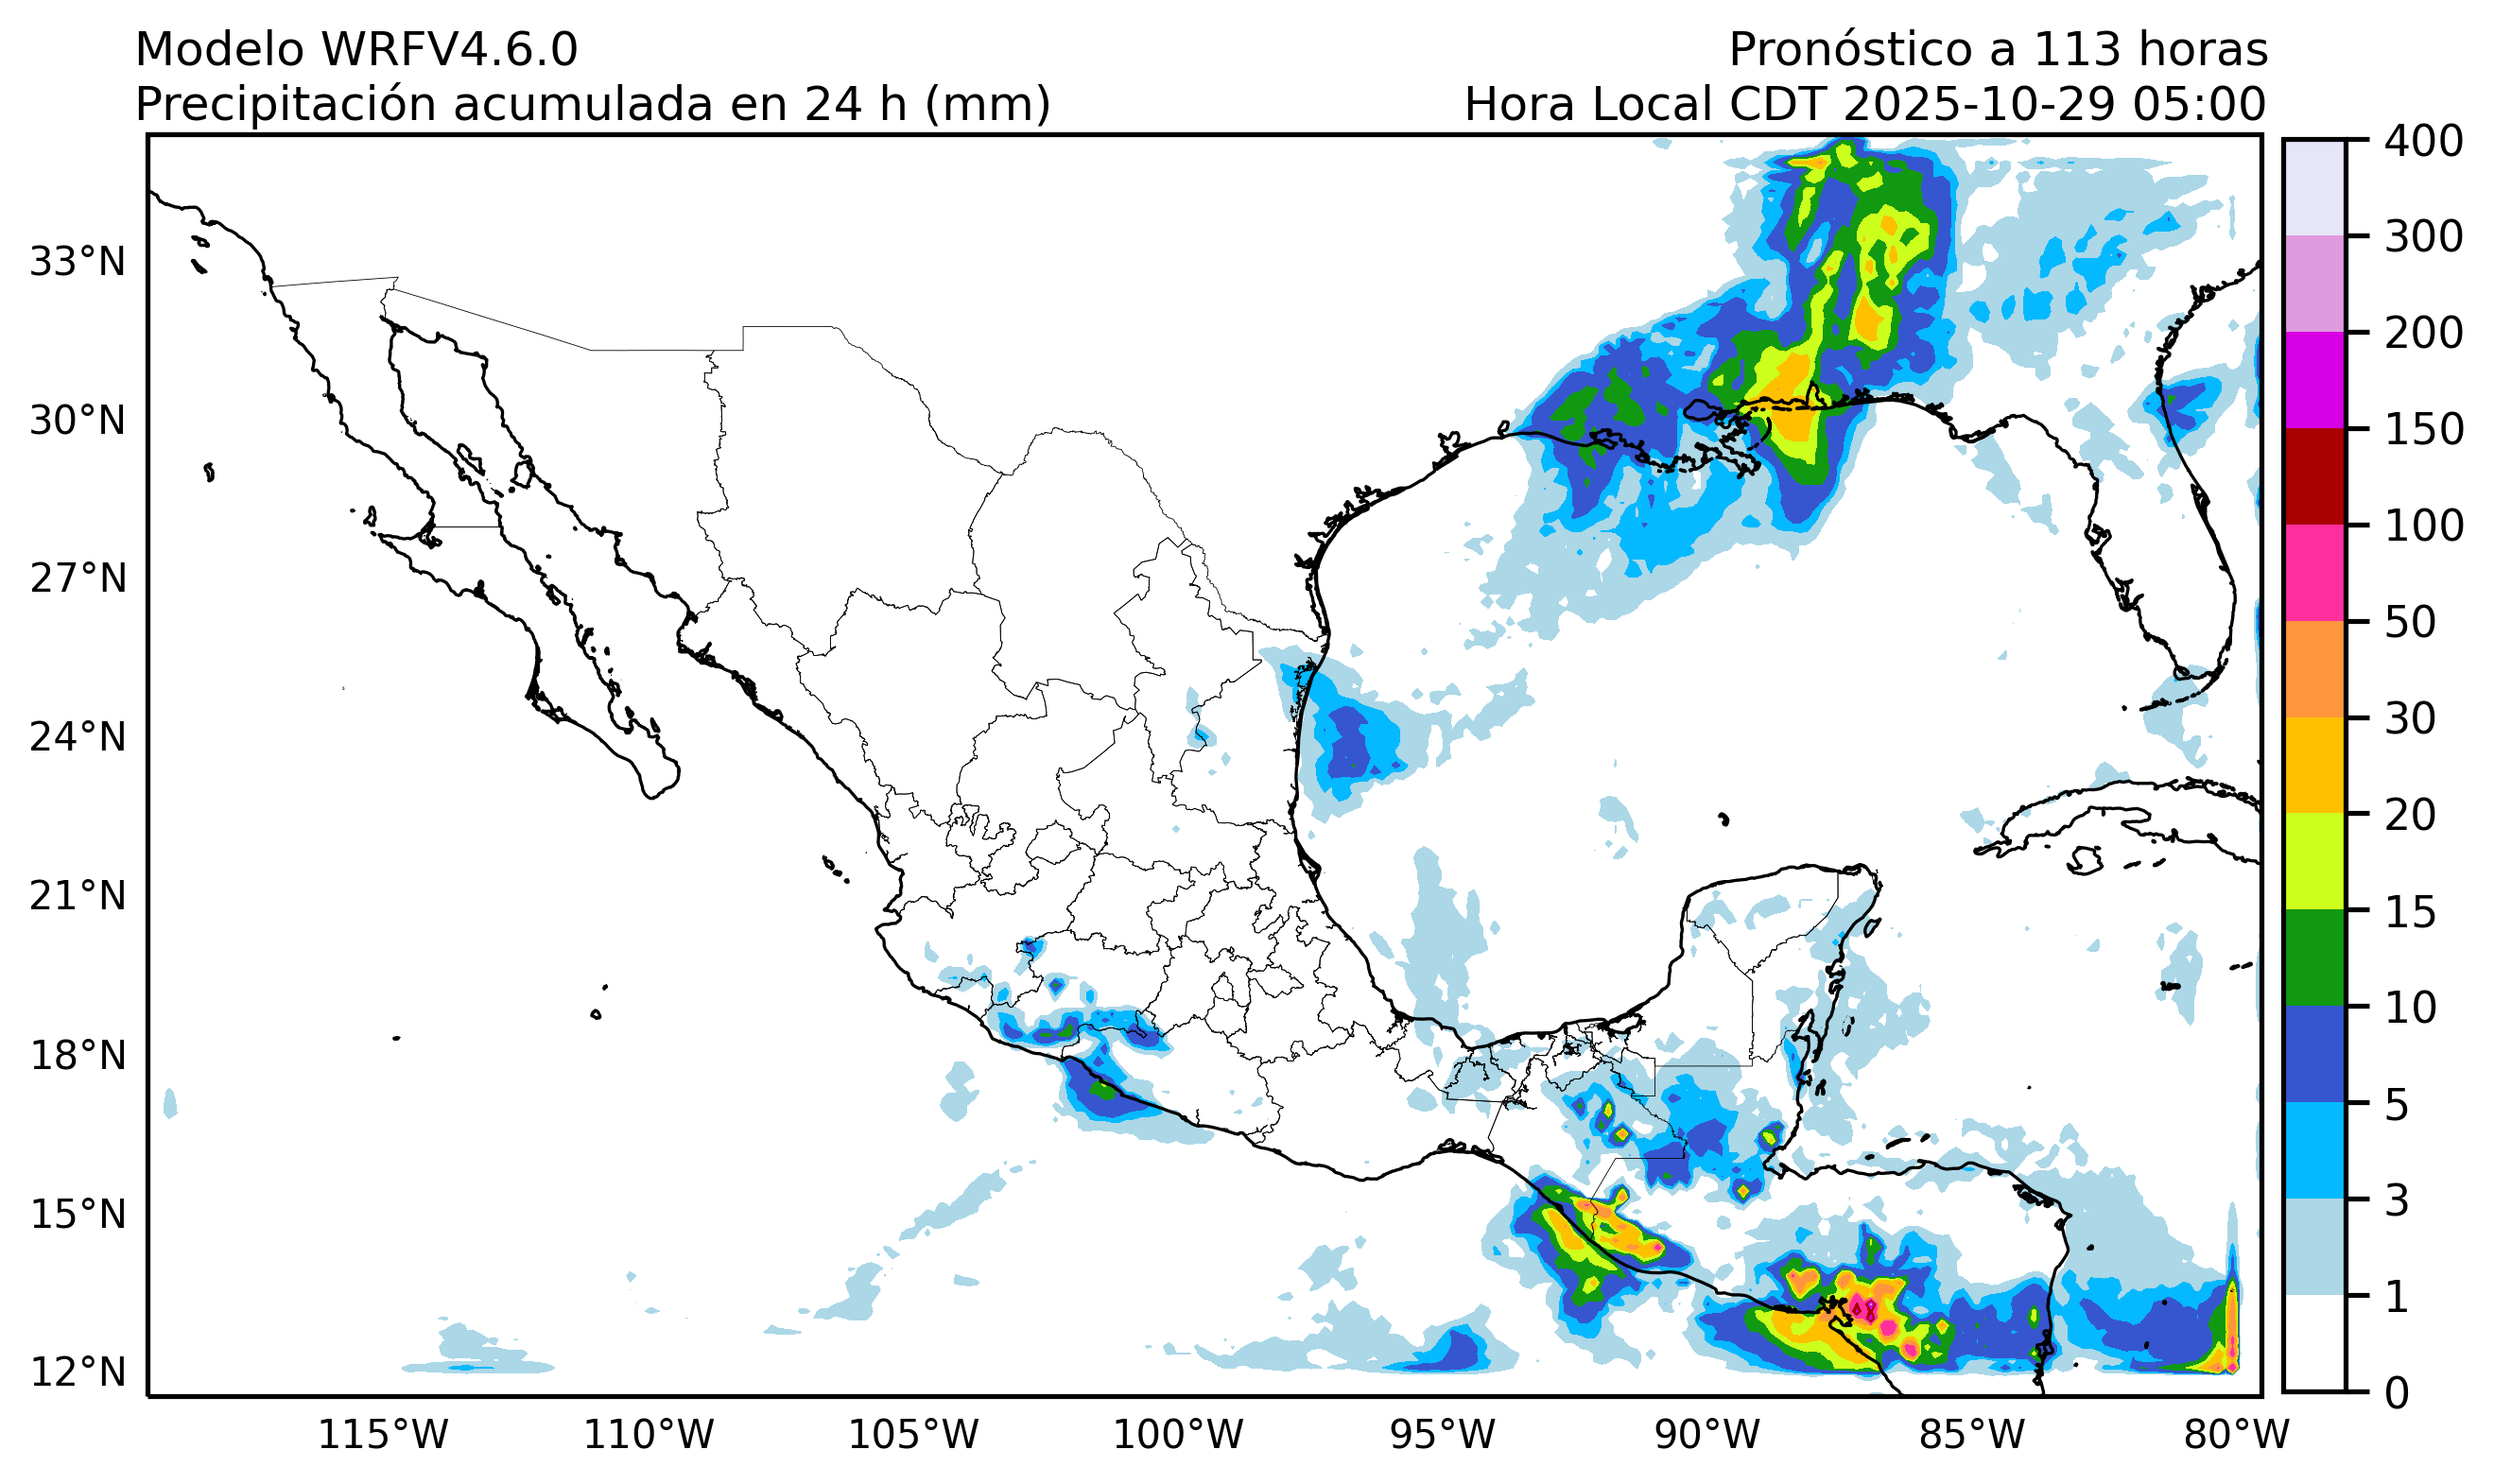 Modelo WRFV4.6.0
Pronóstico a 113 horas
Precipitación acumulada en 24 h (mm)
Hora Local CDT 2025-10-29 05:00
33°N
30°N
27°N
24°N
21°N
18°N
15°N
12°N
115°W
110°W
105°W
100°W
95°W
90°W
85°W
80°W
400
300
200
150
100
50
30
20
15
10
5
3
1
0